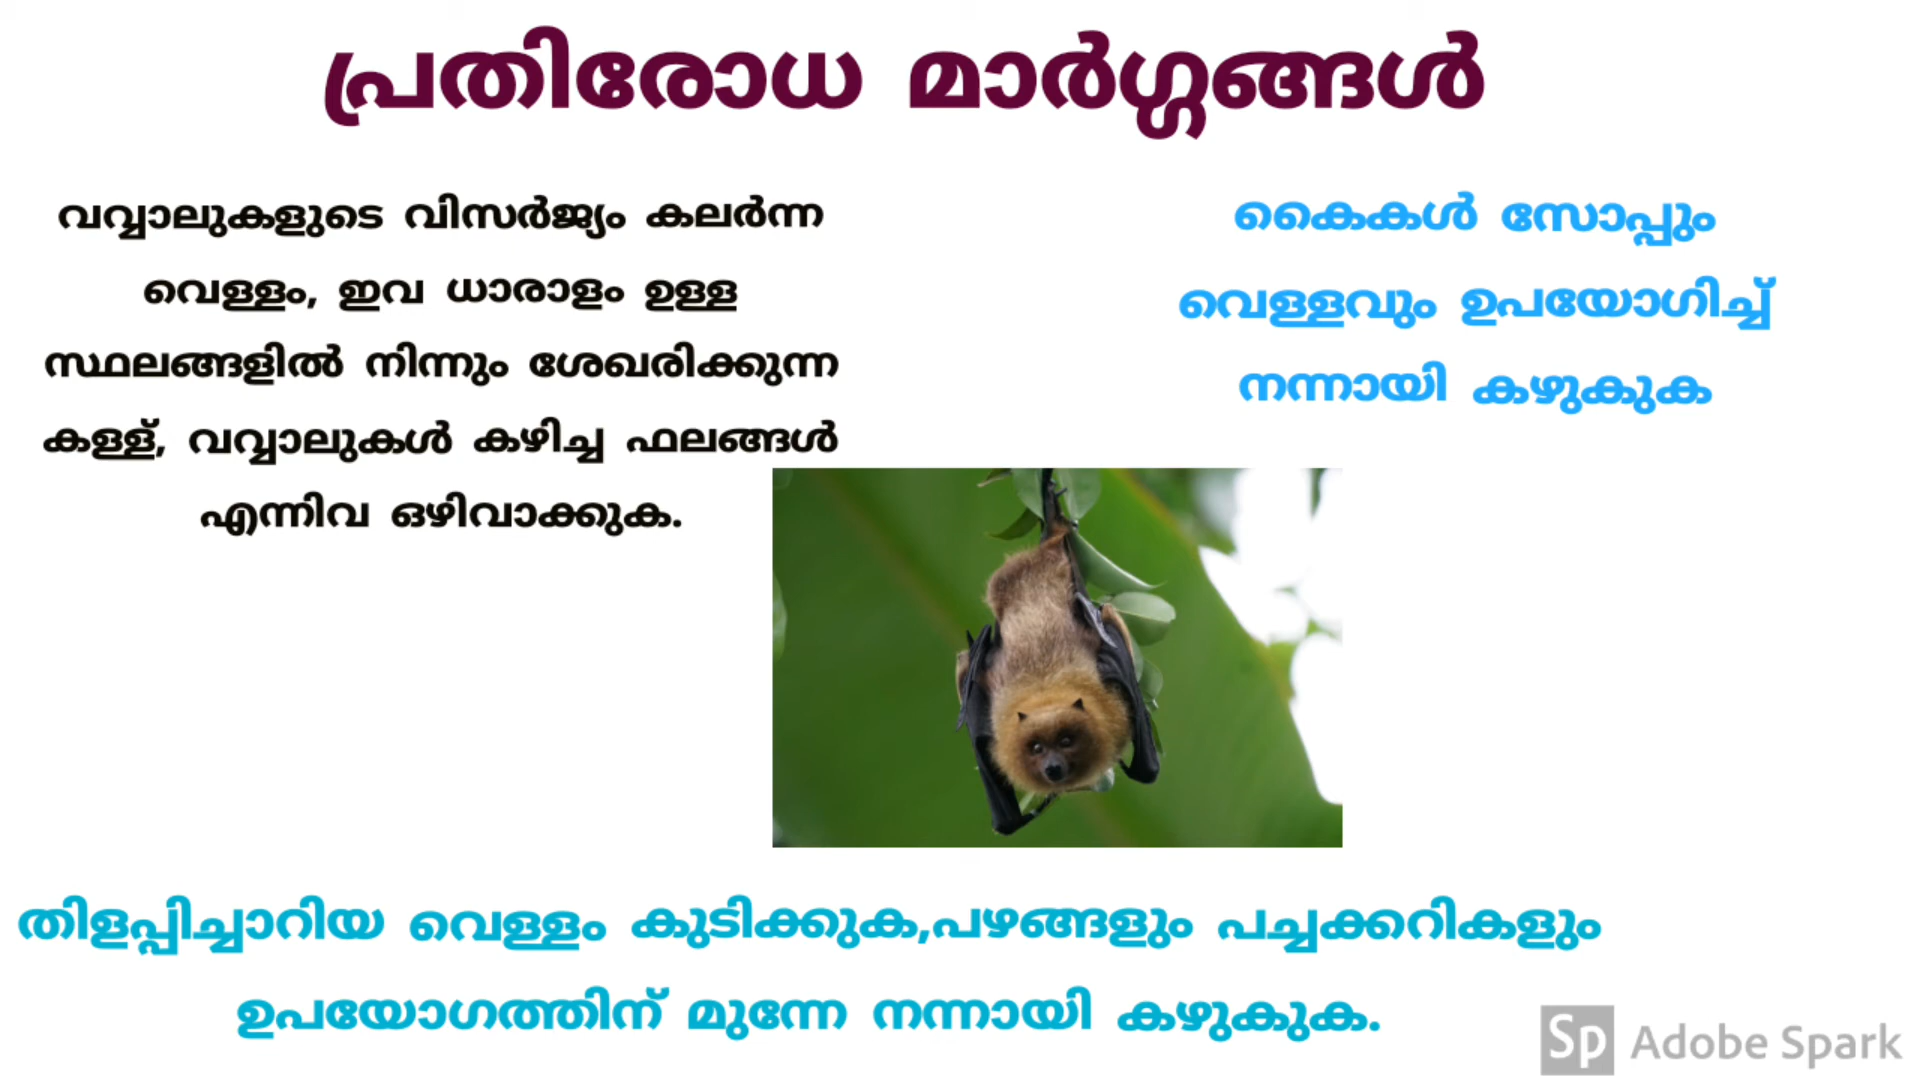 പ്രതിരോധ മാർഗ്ഗങ്ങൾ
വവ്വാലുകളുടെ വിസർജ്യം കലർന്ന
വെള്ളം, ഇവ ധാരാളം ഉള്ള
സ്ഥലങ്ങളിൽ നിന്നും ശേഖരിക്കുന്ന
കള്ള്, വവ്വാലുകൾ കഴിച്ച ഫലങ്ങൾ
എന്നിവ ഒഴിവാക്കുക.
കൈകൾ സോപ്പും
വെള്ളവും ഉപയോഗിച്ച്
നന്നായി കഴുകുക
തിളപ്പിച്ചാറിയ വെള്ളം കുടിക്കുക,പഴങ്ങളും പച്ചക്കറികളും
ഉപയോഗത്തിന് മുന്നേ നന്നായി കഴുകുക.
Sp Adobe Spark